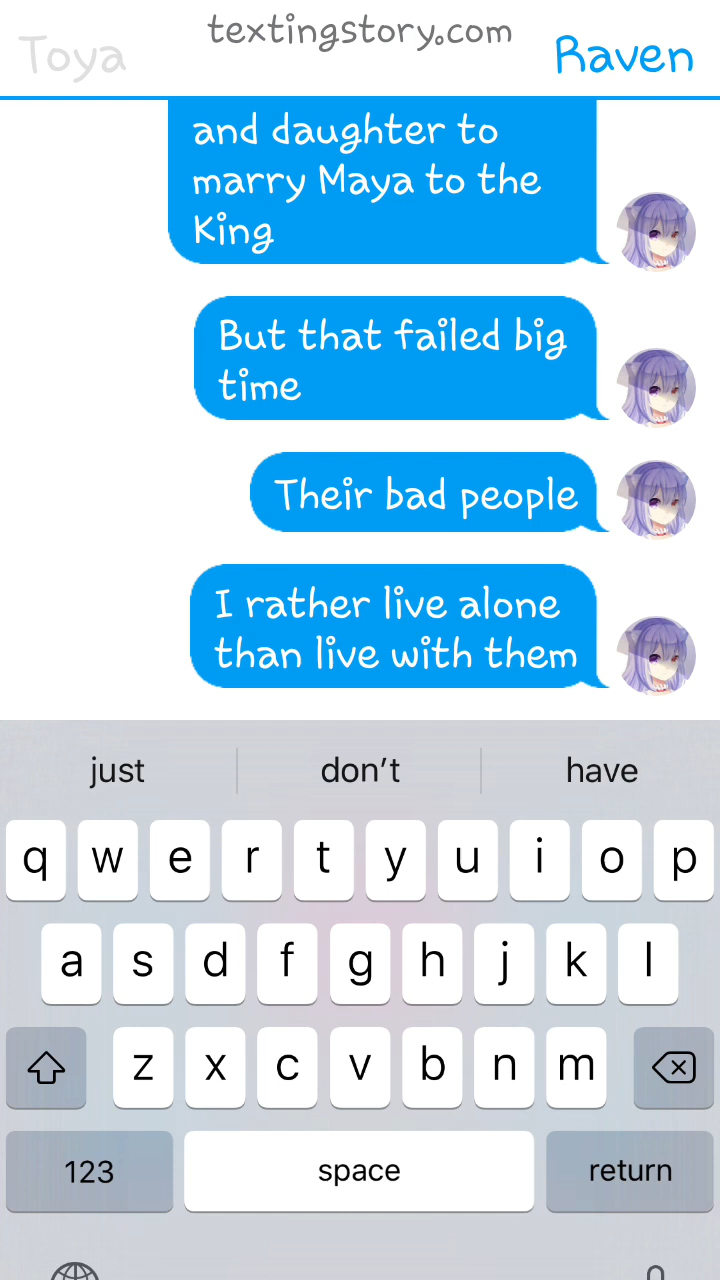 textingstory.com
Toya
Raven
and daughter to
marry Maya to the
King
But that failed big
time
Their bad people
I rather live alone
than live with them
just don't have
q w e r t y u i o p
a s d f g h j k l
z x c v b n m
123 space return